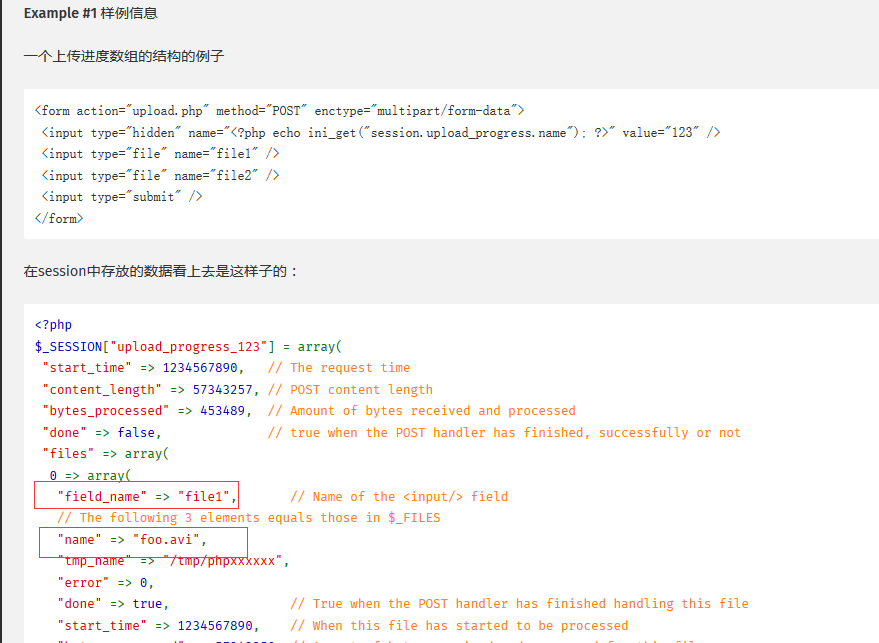 Example #1 样例信息
一个上传进度数组的结构的例子
<form action="upload.php" method="POST" enctype="multipart/form-data">
<input type="hidden" name="<?php echo ini_get("session.upload_progress.name"); ?>" value="123" />
<input type="file" name="file1" />
<input type="file" name="file2" />
<input type="submit" />
</form>
在session中存放的数据看上去是这样子的：
<?php
$_SESSION["upload_progress_123"] = array(
"start_time" => 1234567890,   // The request time
"content_length" => 57343257, // POST content length
"bytes_processed" => 453489,  // Amount of bytes received and processed
"done" => false,              // true when the POST handler has finished, successfully or not
"files" => array(
0 => array(
"field_name" => "file1",       // Name of the <input/> field
// The following 3 elements equals those in $_FILES
"name" => "foo.avi",
"tmp_name" => "/tmp/phpxxxxxx",
"error" => 0,
"done" => true,                // True when the POST handler has finished handling this file
"start_time" => 1234567890,    // When this file has started to be processed